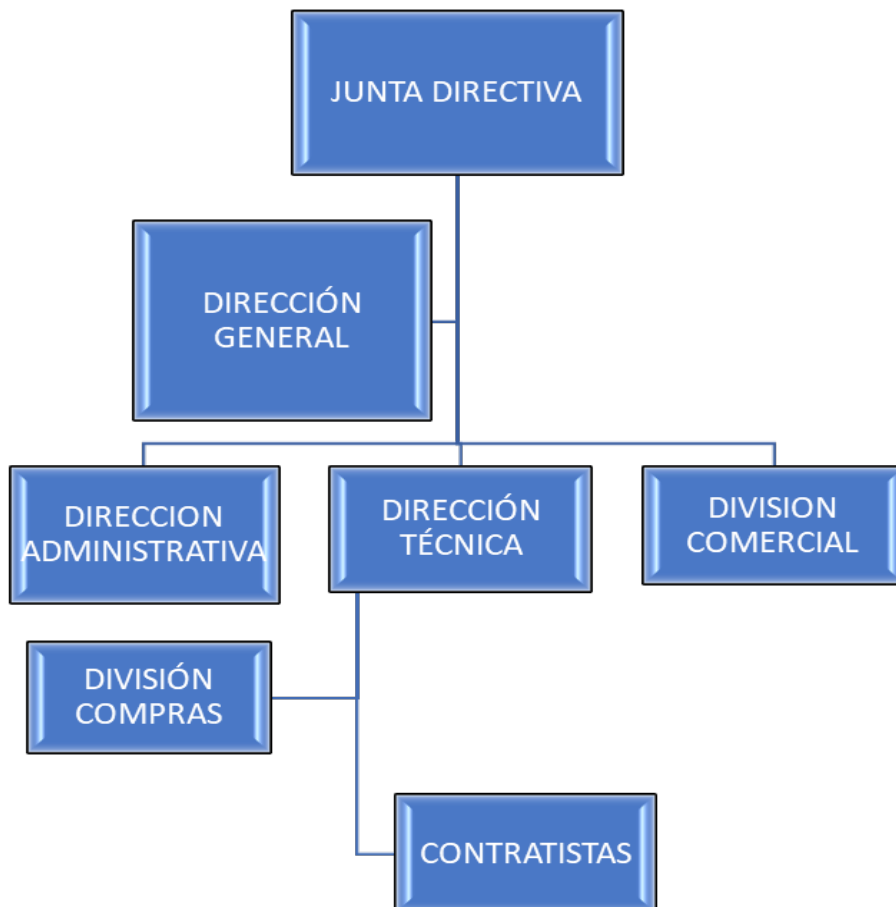 JUNTA DIRECTIVA
DIRECCIÓN
GENERAL
DIRECCION
ADMINISTRATIVA
DIRECCIÓN
TÉCNICA
DIVISION
COMERCIAL
DIVISIÓN
COMPRAS
CONTRATISTAS